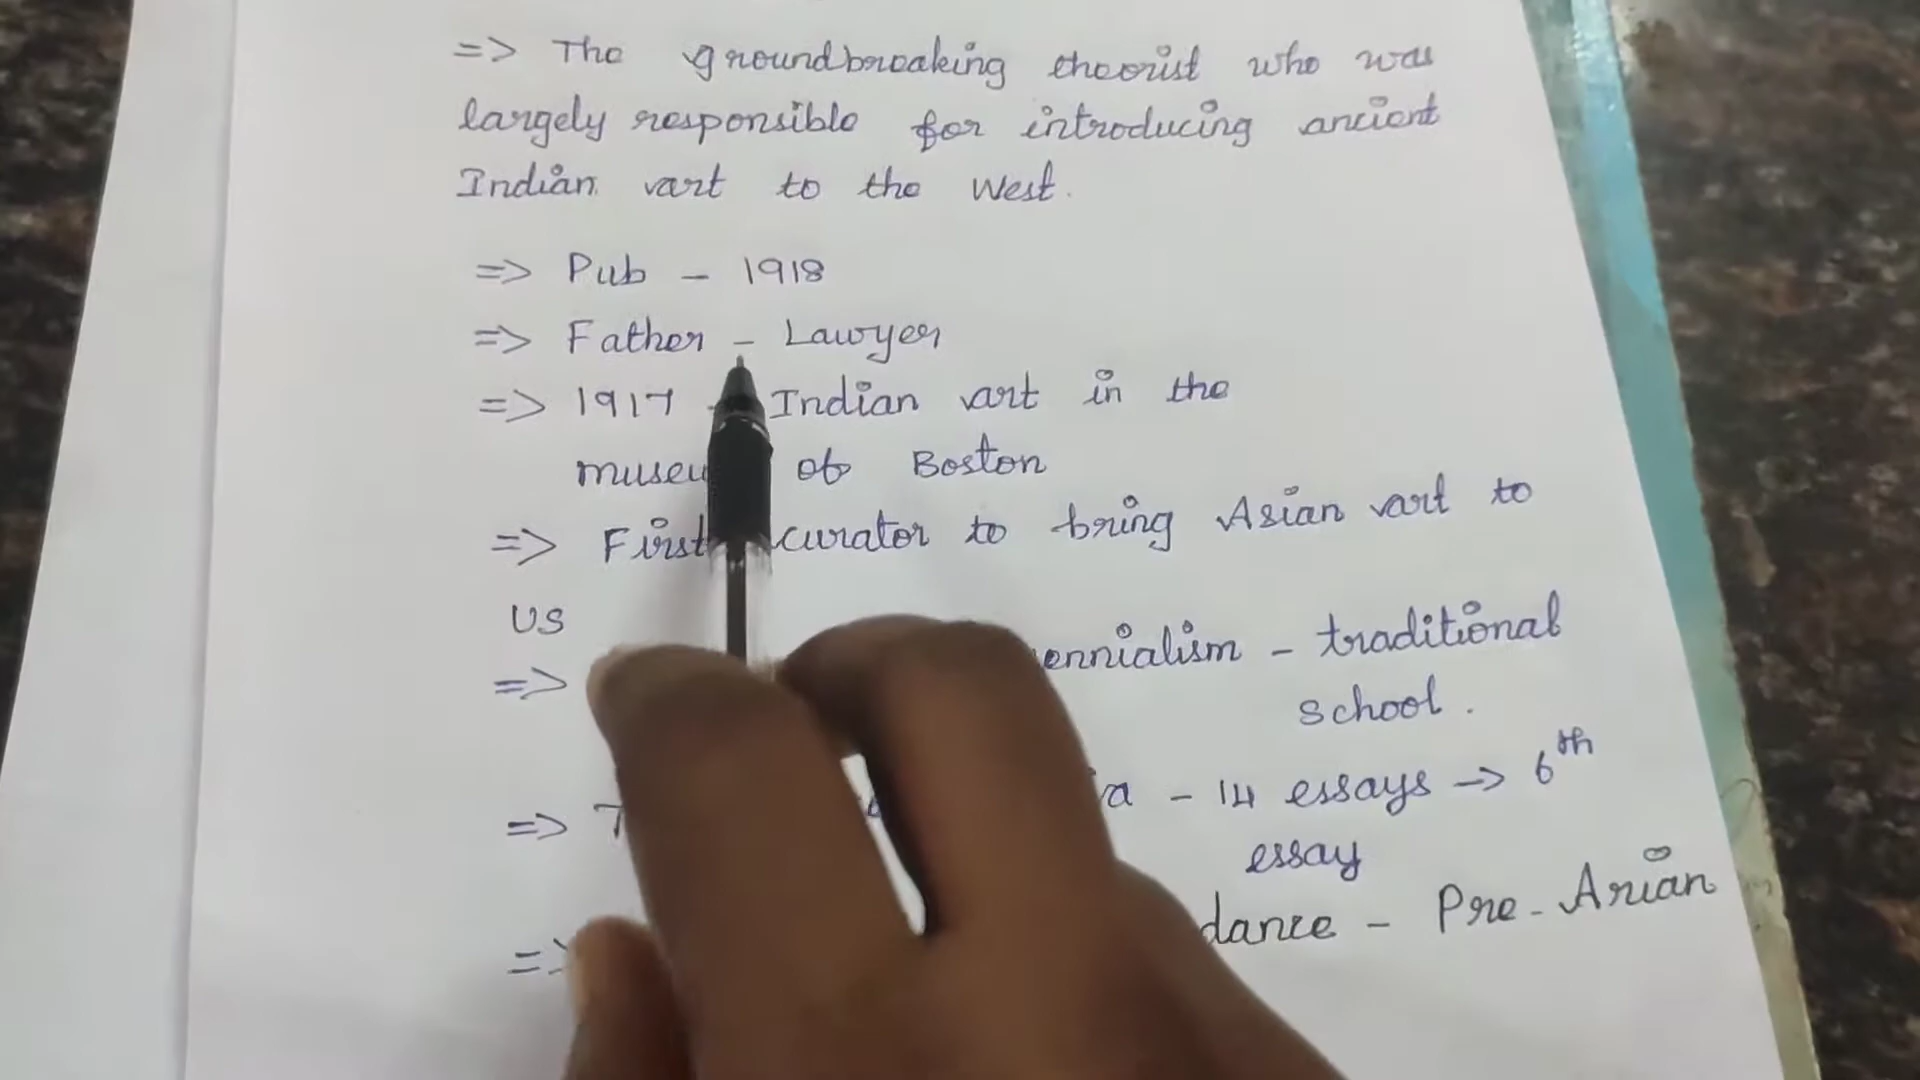 => The groundbreaking theorist who was
largely responsible for introducing ancient
Indian art to the West.
=> Pub - 1918
=> Father - Lawyer
=> 1917 - Indian art in the
of Boston
=> First curator to bring Asian art to
US
=> - traditional
school.
=> - 14 essays -> 6th
essay
=> dance - Pre-Arian